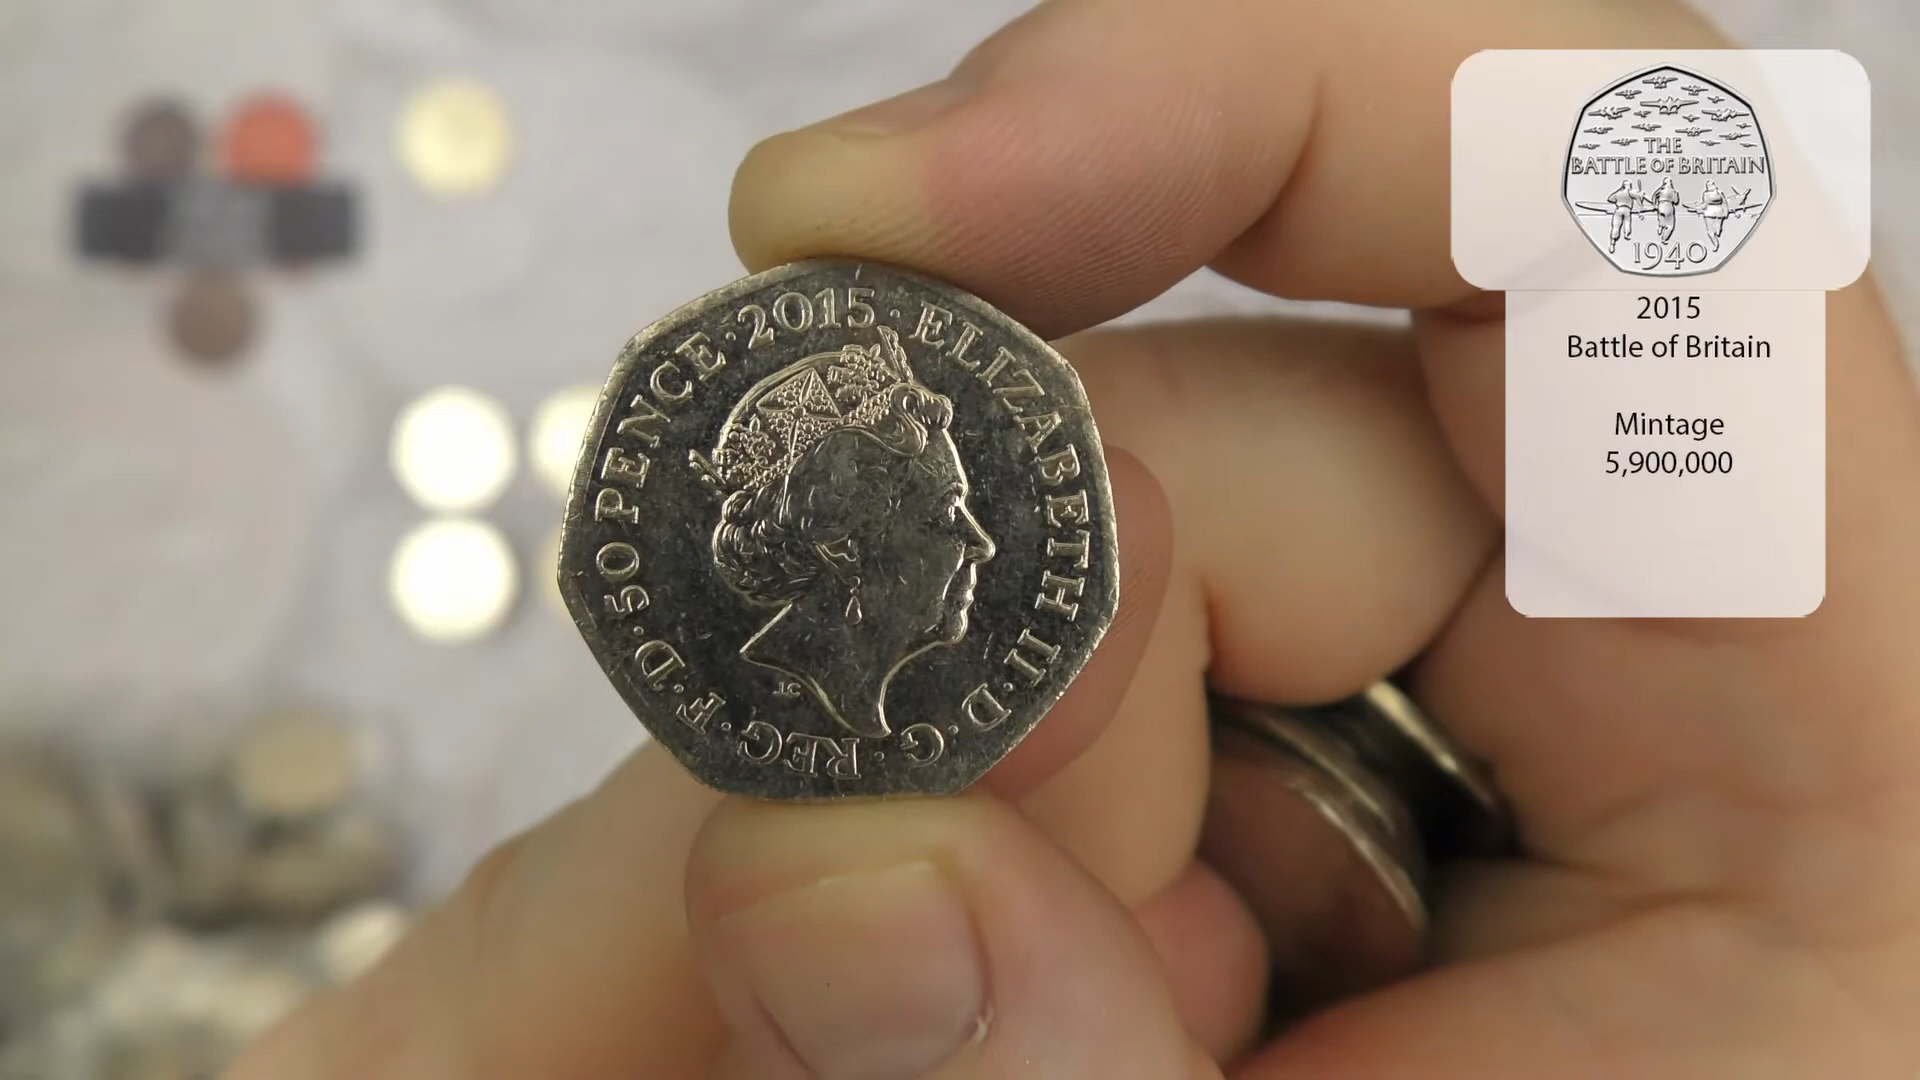 50 PENCE · 2015 · ELIZABETH II · D · G · REG · F · D ·
JC
THE
BATTLE OF BRITAIN
1940
2015
Battle of Britain
Mintage
5,900,000